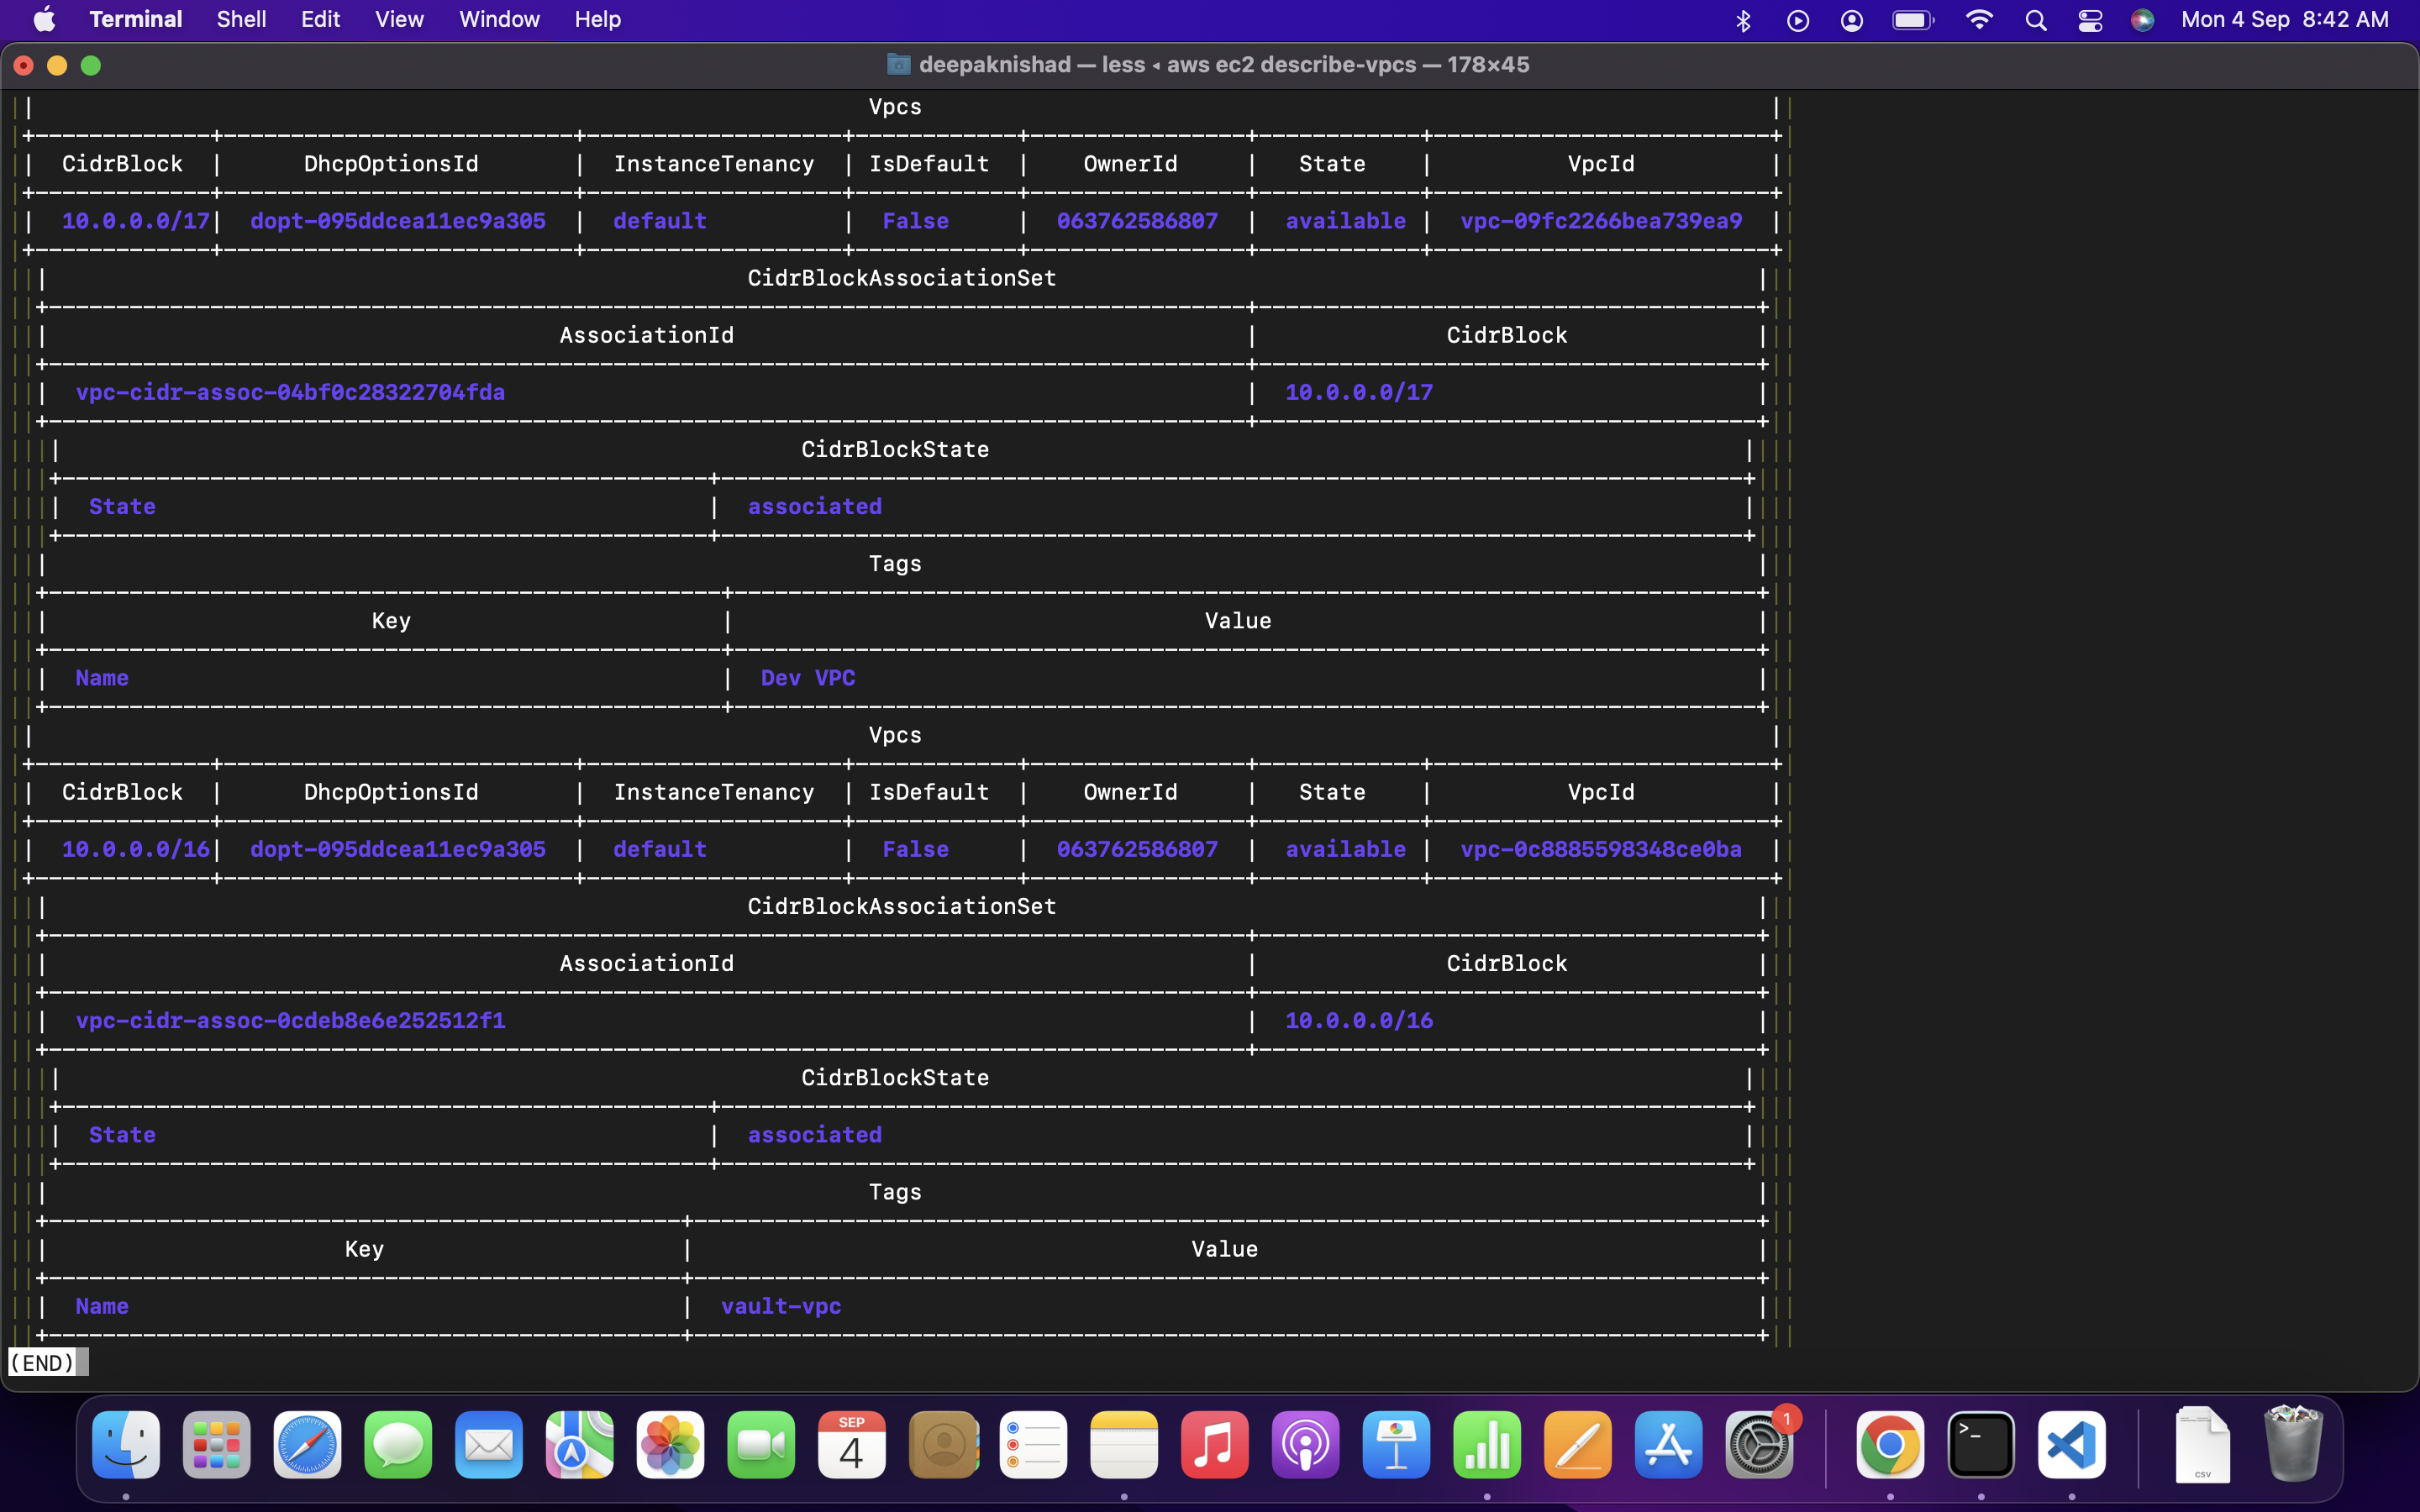 Terminal Shell Edit View Window Help Mon 4 Sep 8:42 AM
deepaknishad — less ◂ aws ec2 describe-vpcs — 178×45
Vpcs
CidrBlock | DhcpOptionsId | InstanceTenancy | IsDefault | OwnerId | State | VpcId
10.0.0.0/17 | dopt-095ddcea11ec9a305 | default | False | 063762586807 | available | vpc-09fc2266bea739ea9
CidrBlockAssociationSet
AssociationId | CidrBlock
vpc-cidr-assoc-04bf0c28322704fda | 10.0.0.0/17
CidrBlockState
State | associated
Tags
Key | Value
Name | Dev VPC
Vpcs
CidrBlock | DhcpOptionsId | InstanceTenancy | IsDefault | OwnerId | State | VpcId
10.0.0.0/16 | dopt-095ddcea11ec9a305 | default | False | 063762586807 | available | vpc-0c8885598348ce0ba
CidrBlockAssociationSet
AssociationId | CidrBlock
vpc-cidr-assoc-0cdeb8e6e252512f1 | 10.0.0.0/16
CidrBlockState
State | associated
Tags
Key | Value
Name | vault-vpc
(END)
SEP
4
1
>_
CSV